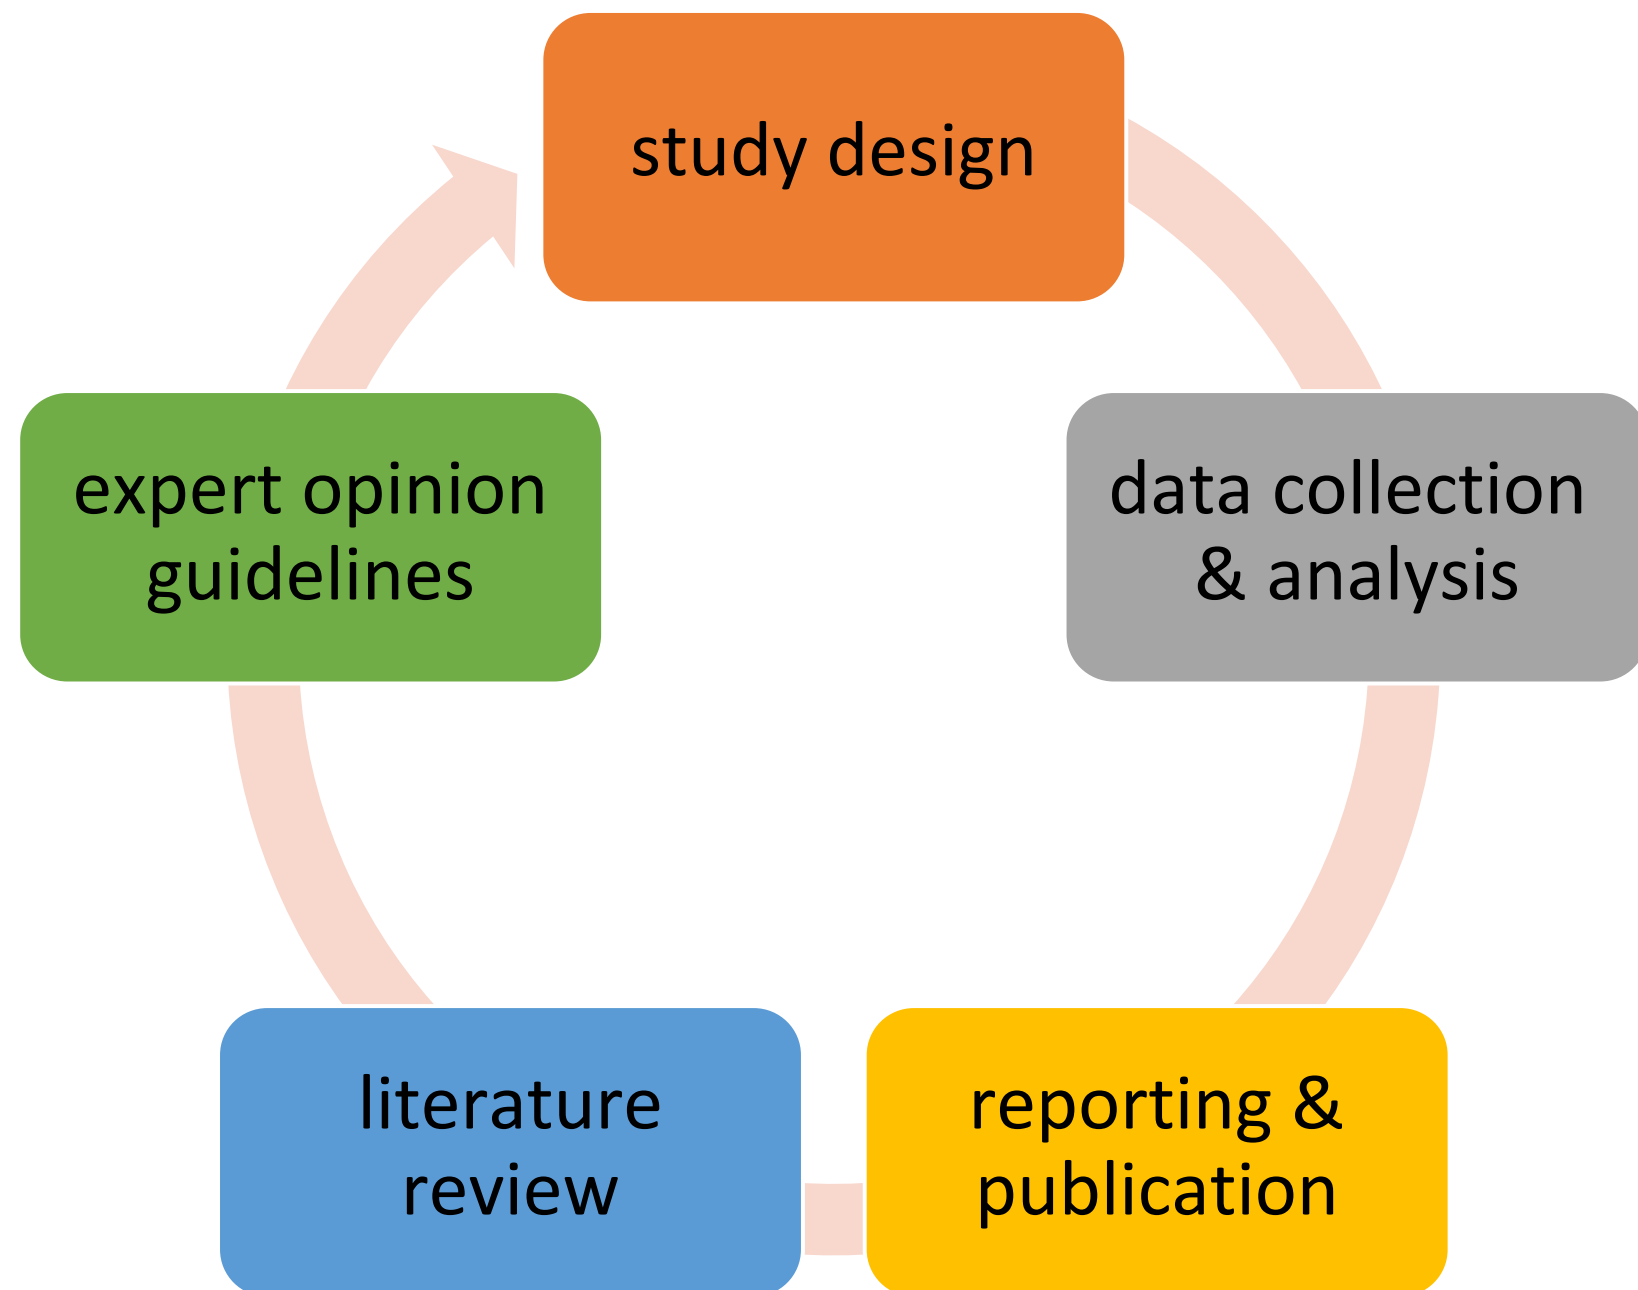 study design
data collection
& analysis
reporting &
publication
literature
review
expert opinion
guidelines